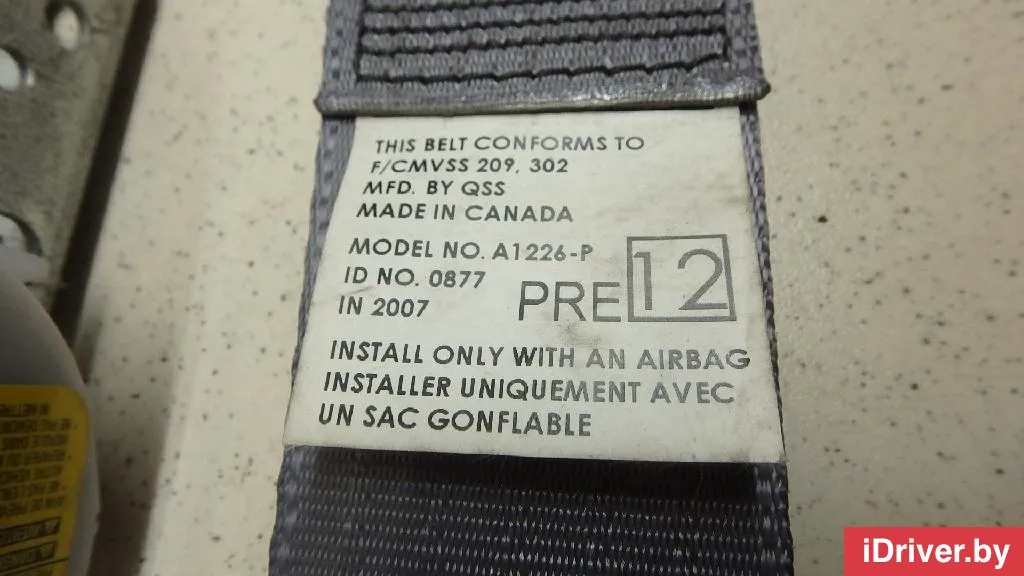 THIS BELT CONFORMS TO
F/CMVSS 209, 302
MFD. BY QSS
MADE IN CANADA
MODEL NO. A1226-P
ID NO. 0877
IN 2007
PRE 12
INSTALL ONLY WITH AN AIRBAG
INSTALLER UNIQUEMENT AVEC
UN SAC GONFLABLE
iDriver.by